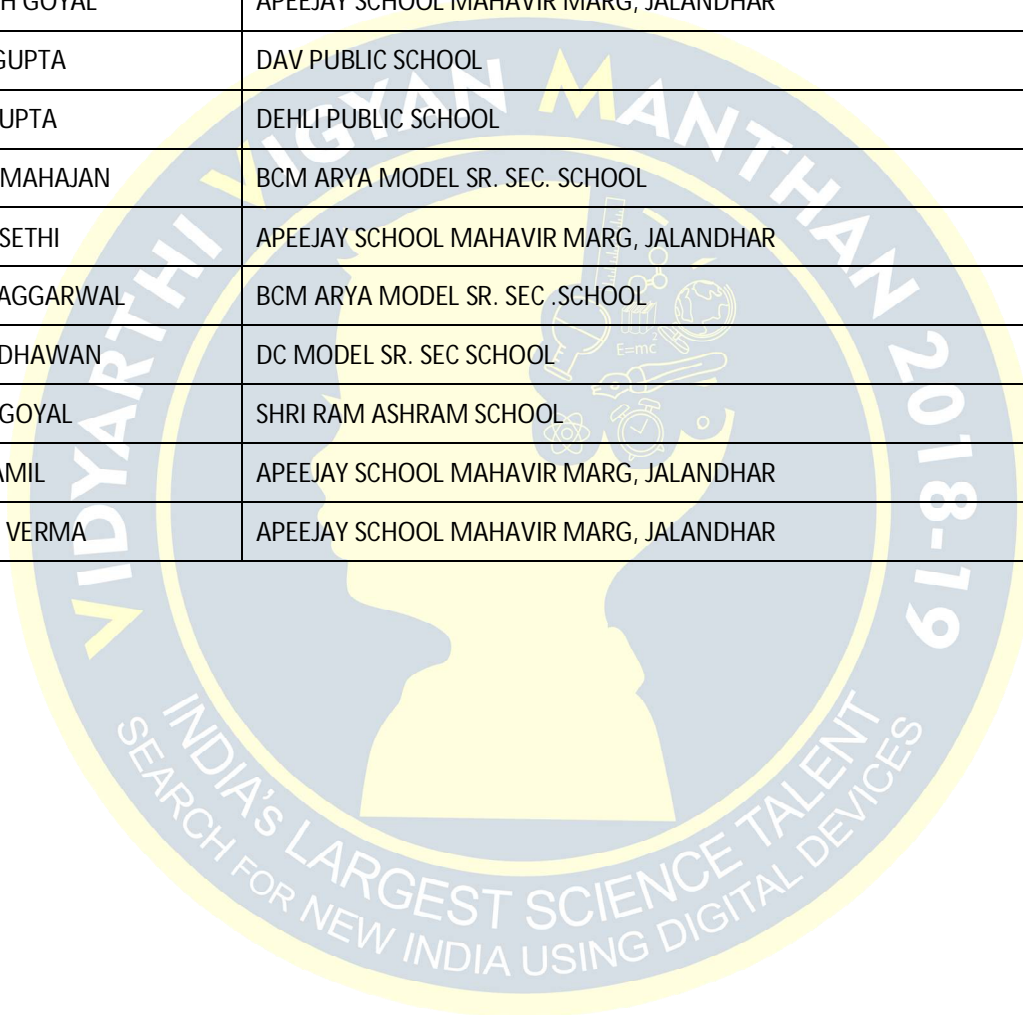 H GOYAL APEEJAY SCHOOL MAHAVIR MARG, JALANDHAR
GUPTA DAV PUBLIC SCHOOL
UPTA DEHLI PUBLIC SCHOOL
MAHAJAN BCM ARYA MODEL SR. SEC. SCHOOL
SETHI APEEJAY SCHOOL MAHAVIR MARG, JALANDHAR
AGGARWAL BCM ARYA MODEL SR. SEC .SCHOOL
DHAWAN DC MODEL SR. SEC SCHOOL
GOYAL SHRI RAM ASHRAM SCHOOL
AMIL APEEJAY SCHOOL MAHAVIR MARG, JALANDHAR
VERMA APEEJAY SCHOOL MAHAVIR MARG, JALANDHAR
VIDYARTHI VIGYAN MANTHAN 2018-19
E=mc
INDIA's LARGEST SCIENCE TALENT
SEARCH FOR NEW INDIA USING DIGITAL DEVICES